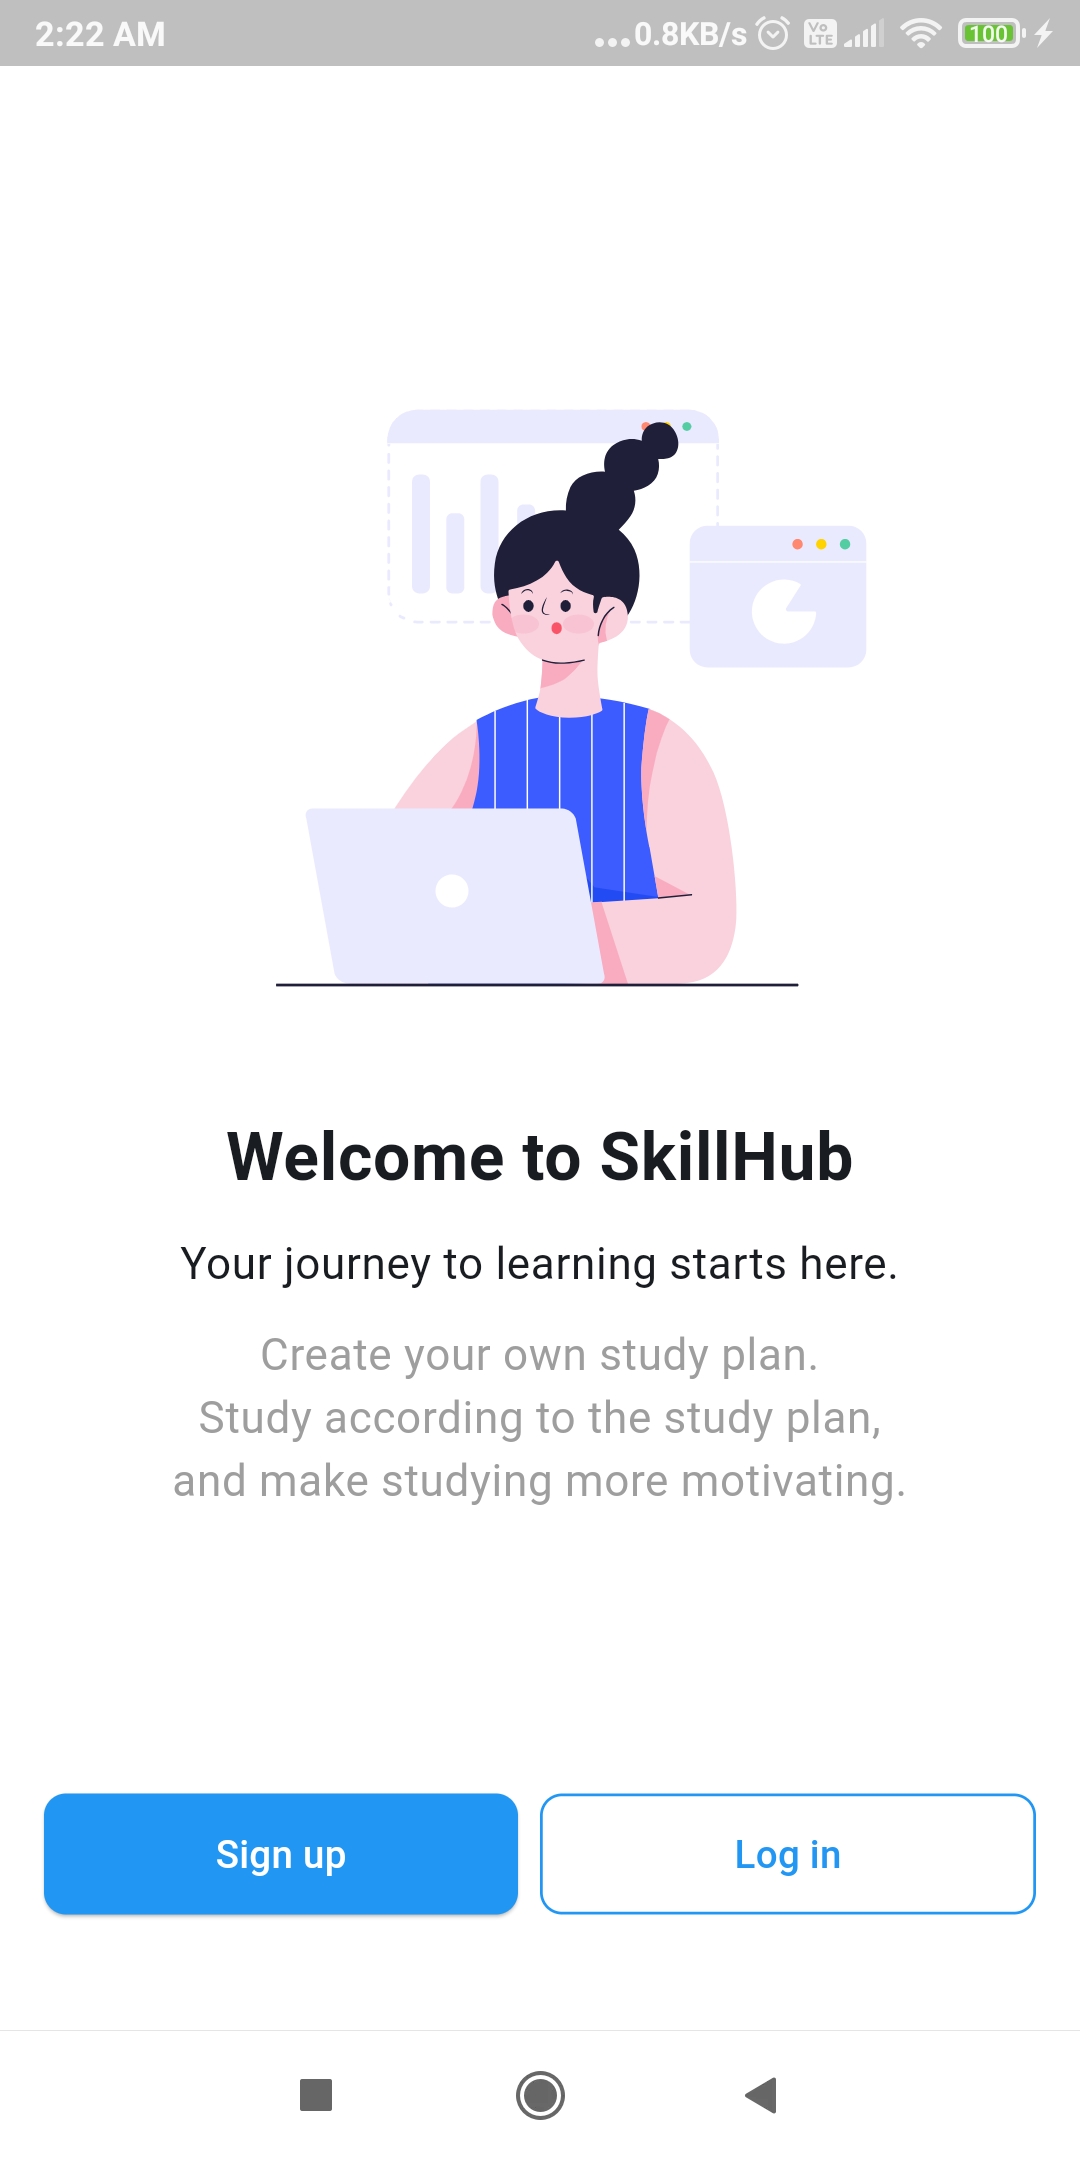 2:22 AM ...0.8KB/s Vo LTE 100
Welcome to SkillHub
Your journey to learning starts here.
Create your own study plan.
Study according to the study plan,
and make studying more motivating.
Sign up Log in